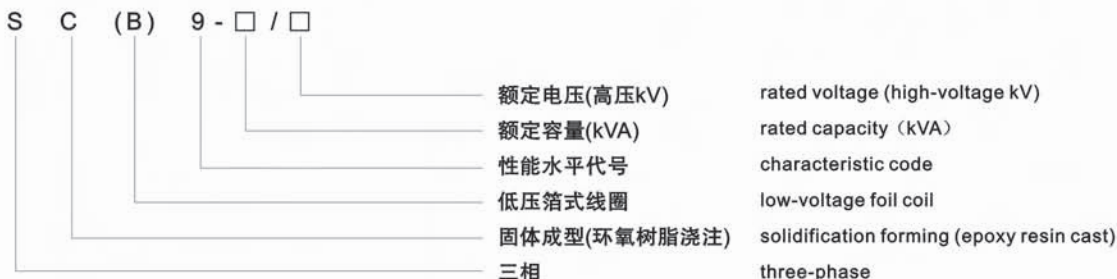 S C (B) 9 - □ / □
额定电压(高压kV) rated voltage (high-voltage kV)
额定容量(kVA) rated capacity（kVA）
性能水平代号 characteristic code
低压箔式线圈 low-voltage foil coil
固体成型(环氧树脂浇注) solidification forming (epoxy resin cast)
三相 three-phase